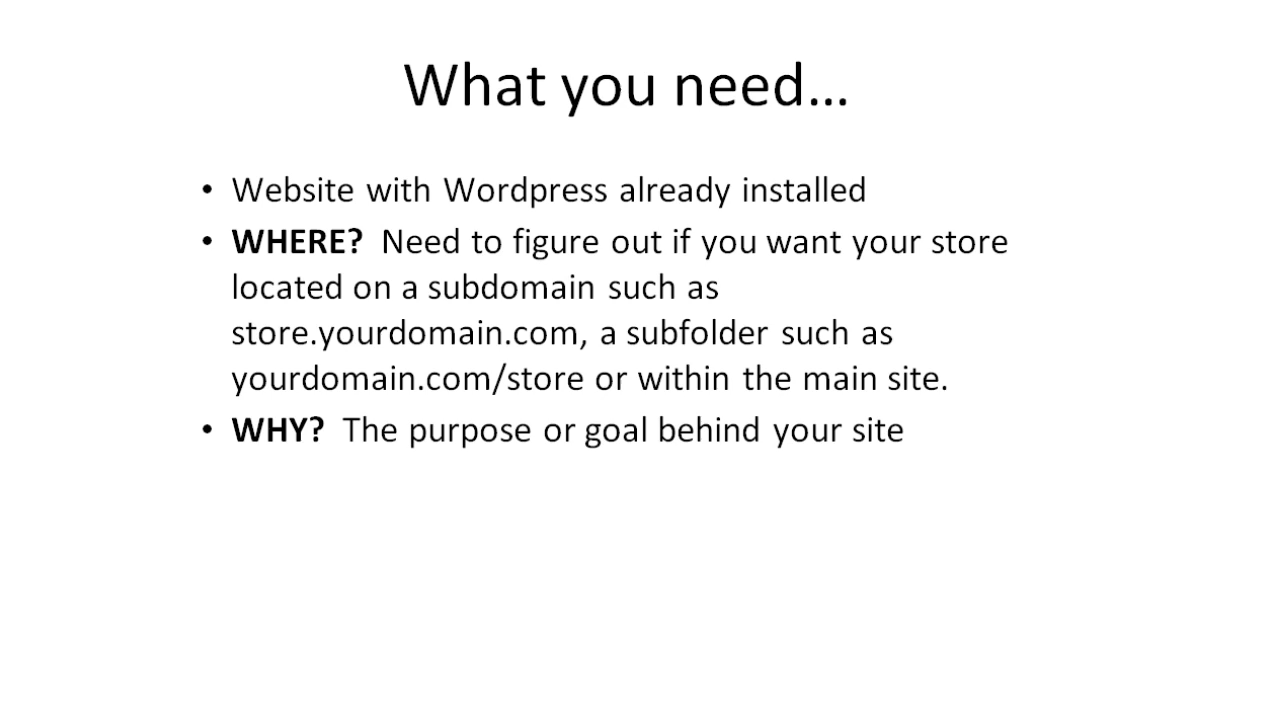 What you need…
• Website with Wordpress already installed
• WHERE? Need to figure out if you want your store
located on a subdomain such as
store.yourdomain.com, a subfolder such as
yourdomain.com/store or within the main site.
• WHY? The purpose or goal behind your site